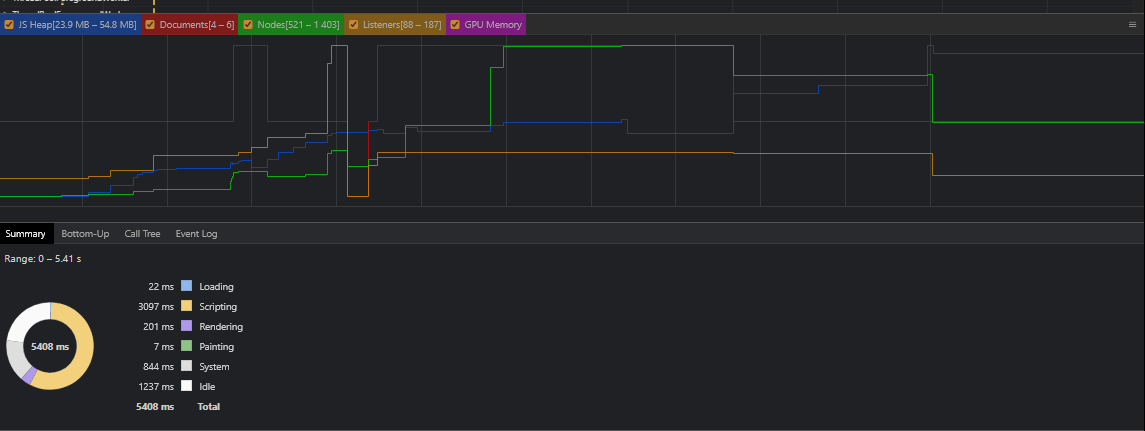 JS Heap[23.9 MB – 54.8 MB] Documents[4 – 6] Nodes[521 – 1 403] Listeners[88 – 187] GPU Memory
Summary Bottom-Up Call Tree Event Log
Range: 0 – 5.41 s
22 ms Loading
3097 ms Scripting
201 ms Rendering
5408 ms
7 ms Painting
844 ms System
1237 ms Idle
5408 ms Total